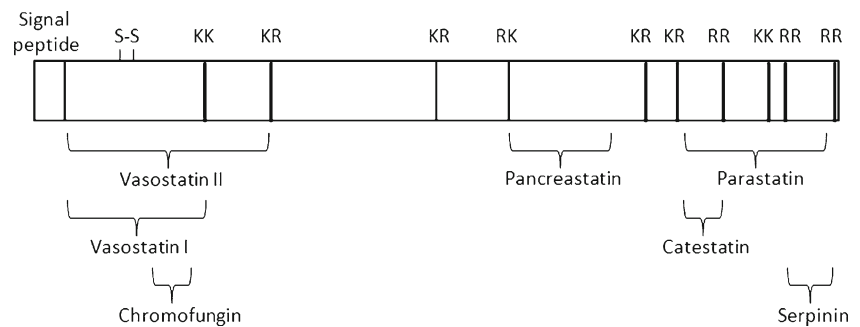 Signal
peptide
S-S KK KR KR RK KR KR RR KK RR RR
Vasostatin II Pancreastatin Parastatin
Vasostatin I Catestatin
Chromofungin Serpinin